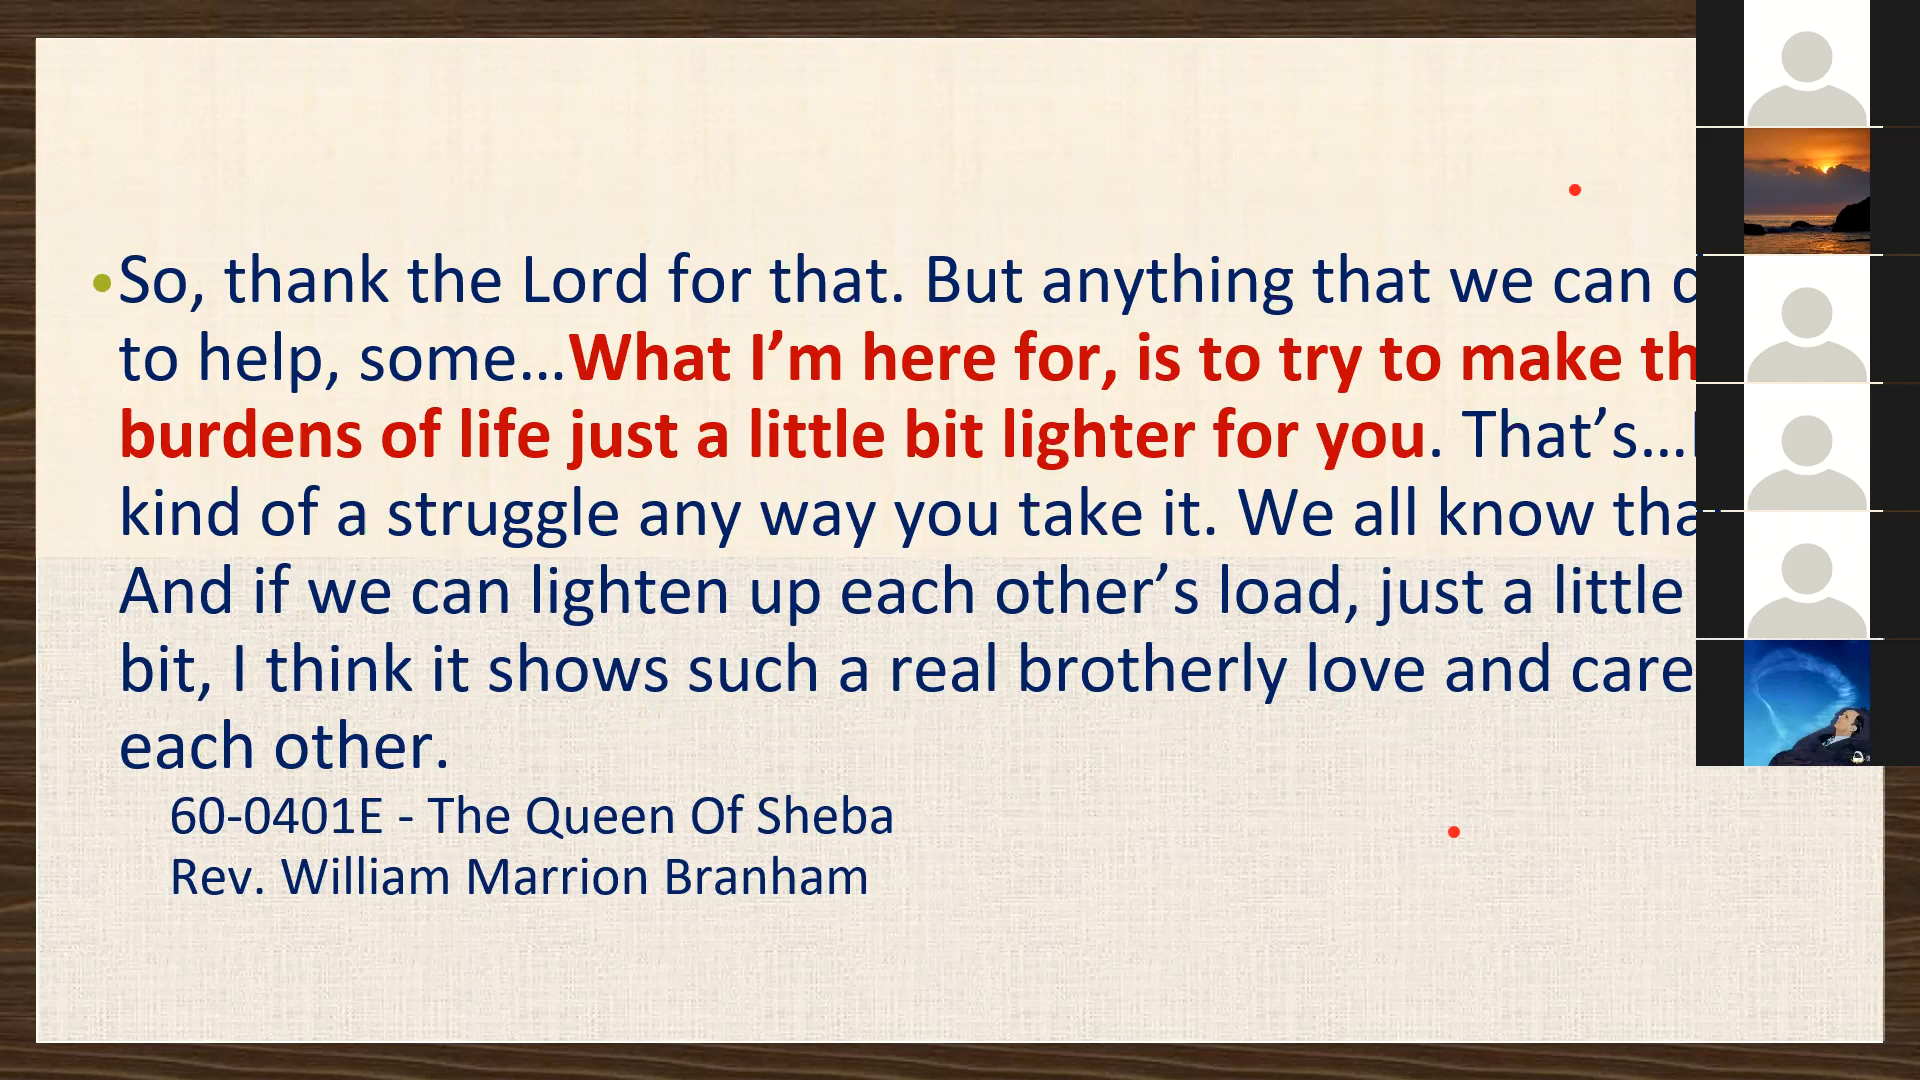 •So, thank the Lord for that. But anything that we can
to help, some…What I’m here for, is to try to make
burdens of life just a little bit lighter for you. That’s…
kind of a struggle any way you take it. We all know
And if we can lighten up each other’s load, just a little
bit, I think it shows such a real brotherly love and care
each other.
60-0401E - The Queen Of Sheba
Rev. William Marrion Branham